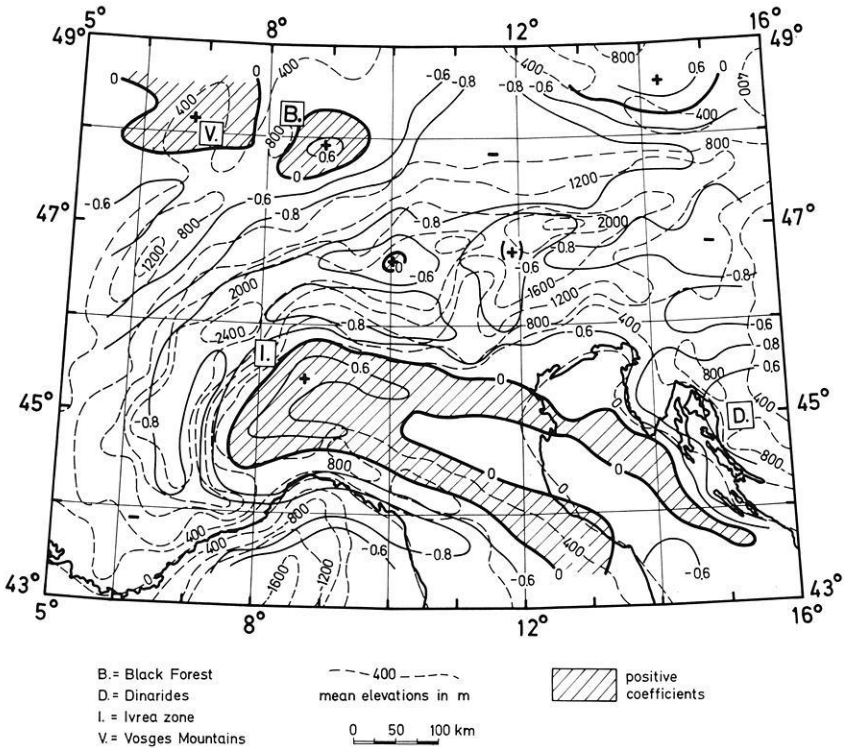 5° 8° 12° 16°
49° 49°
800 0.6 0 400
0 0 400 -0.6 -0.8 -0.8 -0.6
400 B. 800 400
V. 0.6 800
0 1200
-0.6 -0.6
47° 800 -0.8 -0.8 2000 47°
-1200 0 -0.6 (+) -0.6 -0.8
2000 -1600 -0.8
1200
2400 -0.8 800 400 -0.6
I. -0.6 -0.8
0.6 0 800 -0.6
45° 0 D. 45°
-0.8 400
800 0 800
0 0
400 800 400
400 -0.6 -0.8
0 -1600 1200 -0.6 0 -0.6
43° 43°
5° 8° 12° 16°
B.= Black Forest
D.= Dinarides
I. = Ivrea zone
V.= Vosges Mountains
400
mean elevations in m
0 50 100 km
positive
coefficients